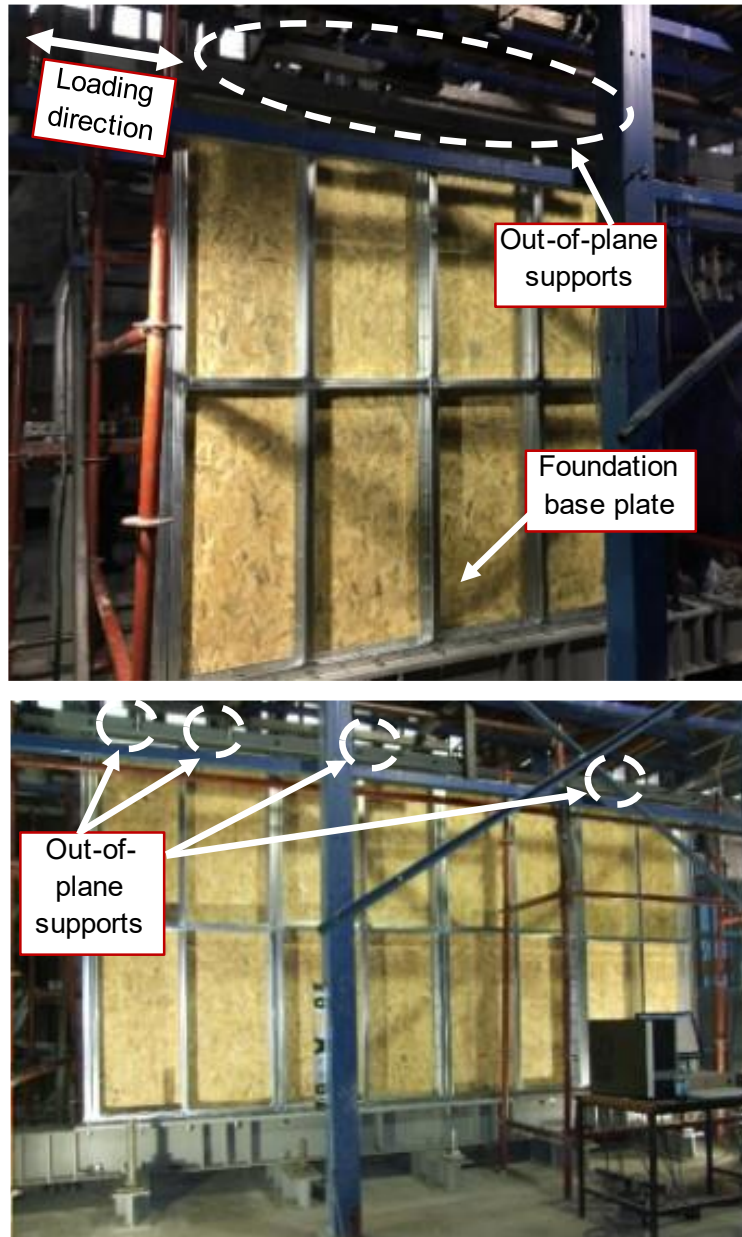 Loading
direction
Out-of-plane
supports
Foundation
base plate
Out-of-
plane
supports